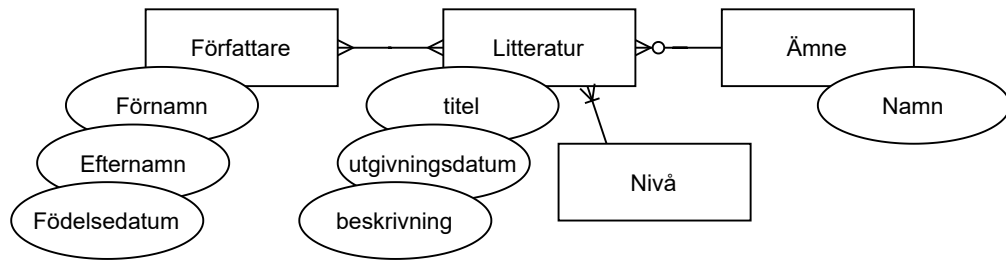 Författare
Litteratur
Ämne
Förnamn
titel
Namn
Efternamn
utgivningsdatum
Nivå
Födelsedatum
beskrivning